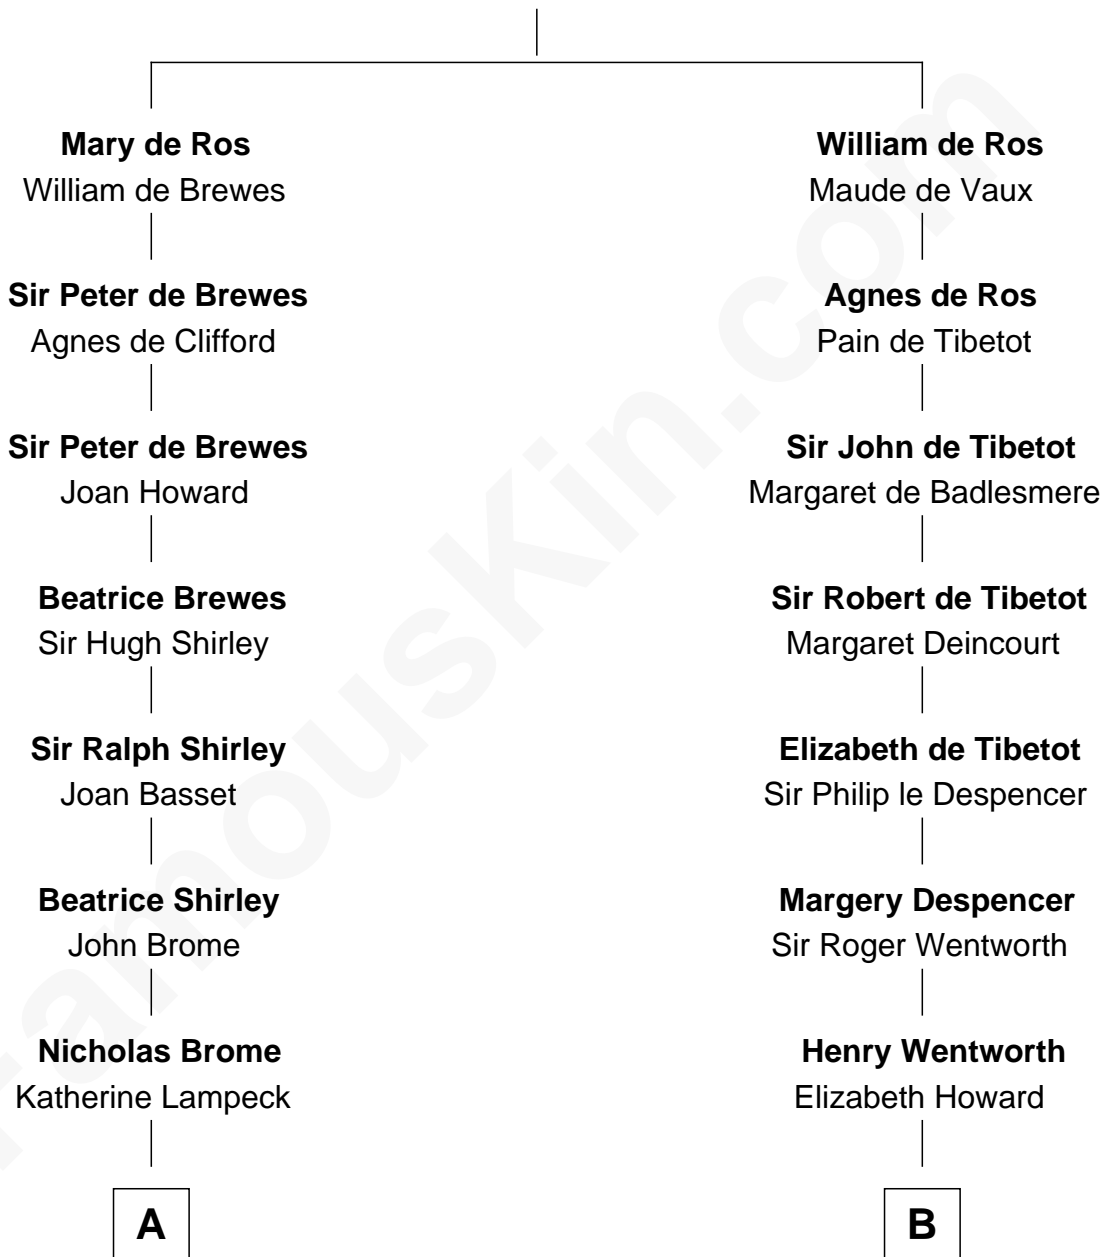 Mary de Ros
William de Brewes
Sir Peter de Brewes
Agnes de Clifford
Sir Peter de Brewes
Joan Howard
Beatrice Brewes
Sir Hugh Shirley
Sir Ralph Shirley
Joan Basset
Beatrice Shirley
John Brome
Nicholas Brome
Katherine Lampeck
A
William de Ros
Maude de Vaux
Agnes de Ros
Pain de Tibetot
Sir John de Tibetot
Margaret de Badlesmere
Sir Robert de Tibetot
Margaret Deincourt
Elizabeth de Tibetot
Sir Philip le Despencer
Margery Despencer
Sir Roger Wentworth
Henry Wentworth
Elizabeth Howard
B
FamousKin.com